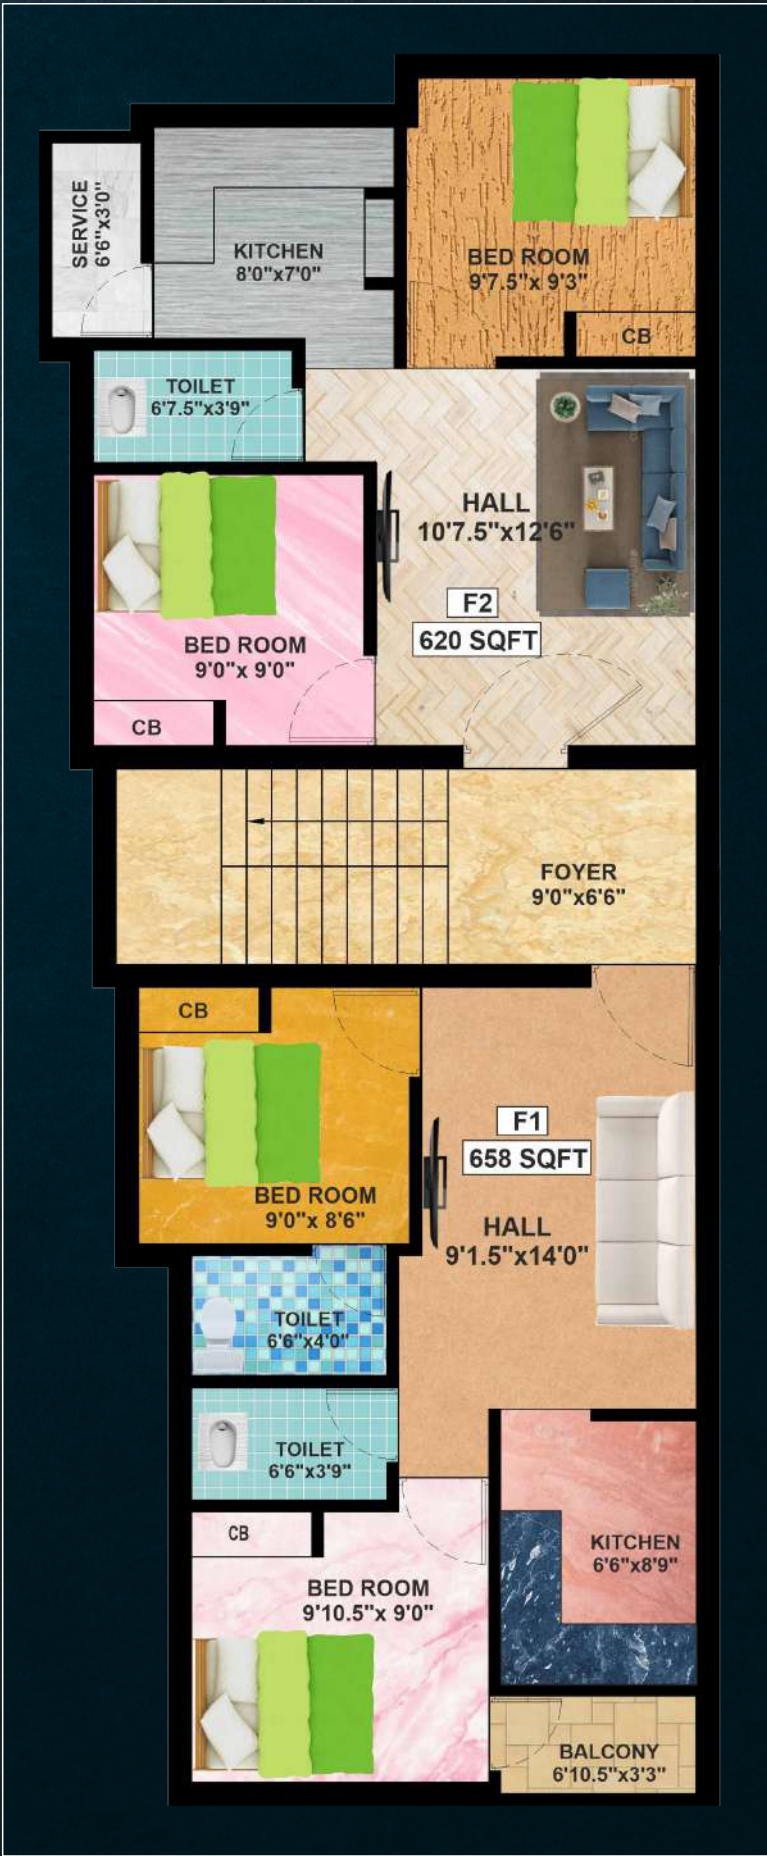 SERVICE
6'6"x3'0"
KITCHEN
8'0"x7'0"
BED ROOM
9'7.5"x 9'3"
CB
TOILET
6'7.5"x3'9"
HALL
10'7.5"x12'6"
F2
620 SQFT
BED ROOM
9'0"x 9'0"
CB
FOYER
9'0"x6'6"
CB
BED ROOM
9'0"x 8'6"
F1
658 SQFT
HALL
9'1.5"x14'0"
TOILET
6'6"x4'0"
TOILET
6'6"x3'9"
CB
BED ROOM
9'10.5"x 9'0"
KITCHEN
6'6"x8'9"
BALCONY
6'10.5"x3'3"